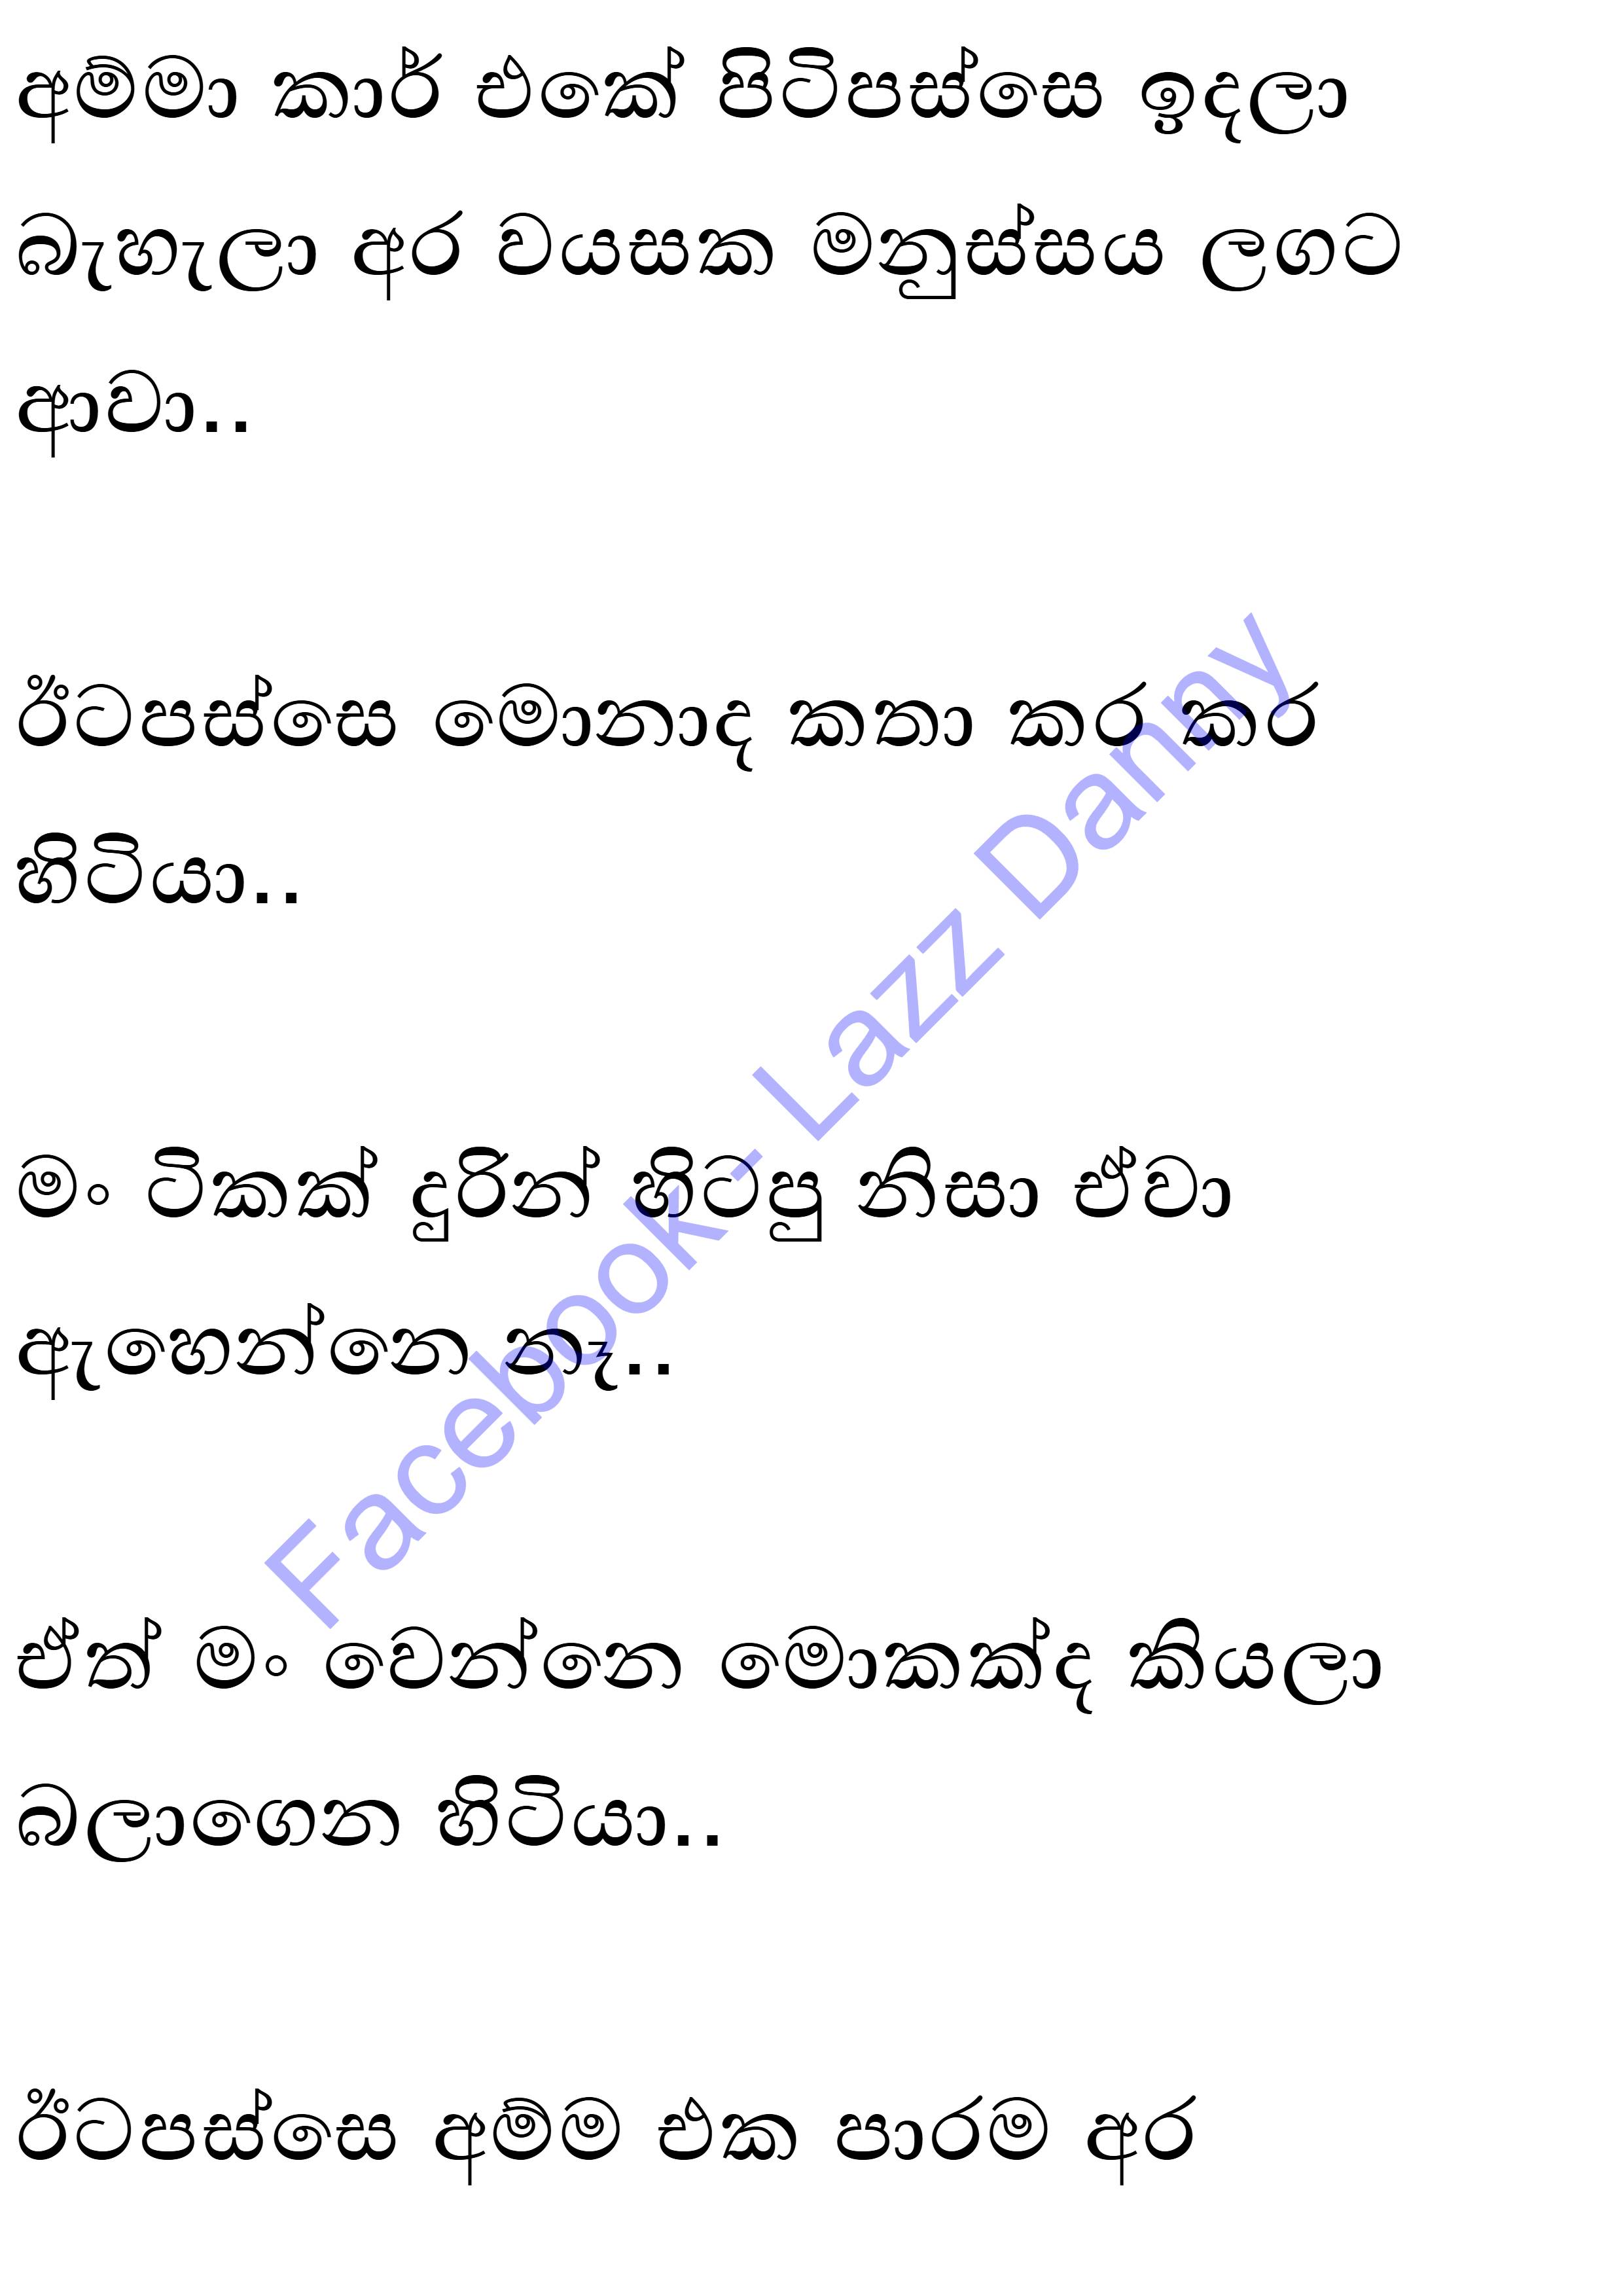 අම්මා කාර් එකේ පිටිපස්සෙ ඉඳලා
බැහැලා අර වයසක මනුස්සය ලගට
ආවා..
ඊටපස්සෙ මොනාද කතා කර කර
හිටියා..
මං ටිකක් දුරින් හිටපු නිසා ඒවා
ඇහෙන්නෙ නෑ..
ඒත් මං වෙන්නෙ මොකක්ද කියලා
බලාගෙන හිටියා..
ඊටපස්සෙ අම්ම එක පාරම අර
Facebook - Lazz Danny